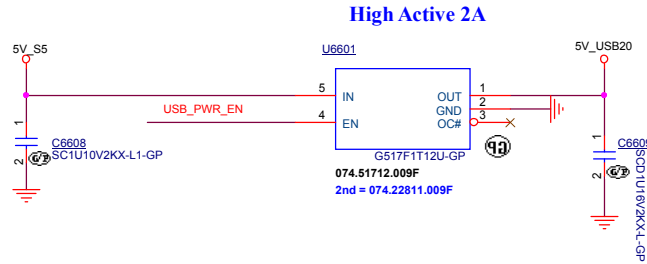 High Active 2A
5V_S5
U6601
5V_USB20
5
IN
OUT
1
USB_PWR_EN
4
EN
GND
2
OC#
3
1
2
C6608
G/P
SC1U10V2KX-L1-GP
G517F1T12U-GP
074.51712.009F
2nd = 074.22811.009F
1
2
C6609
G/P
SCD1U16V2KX-L-GP